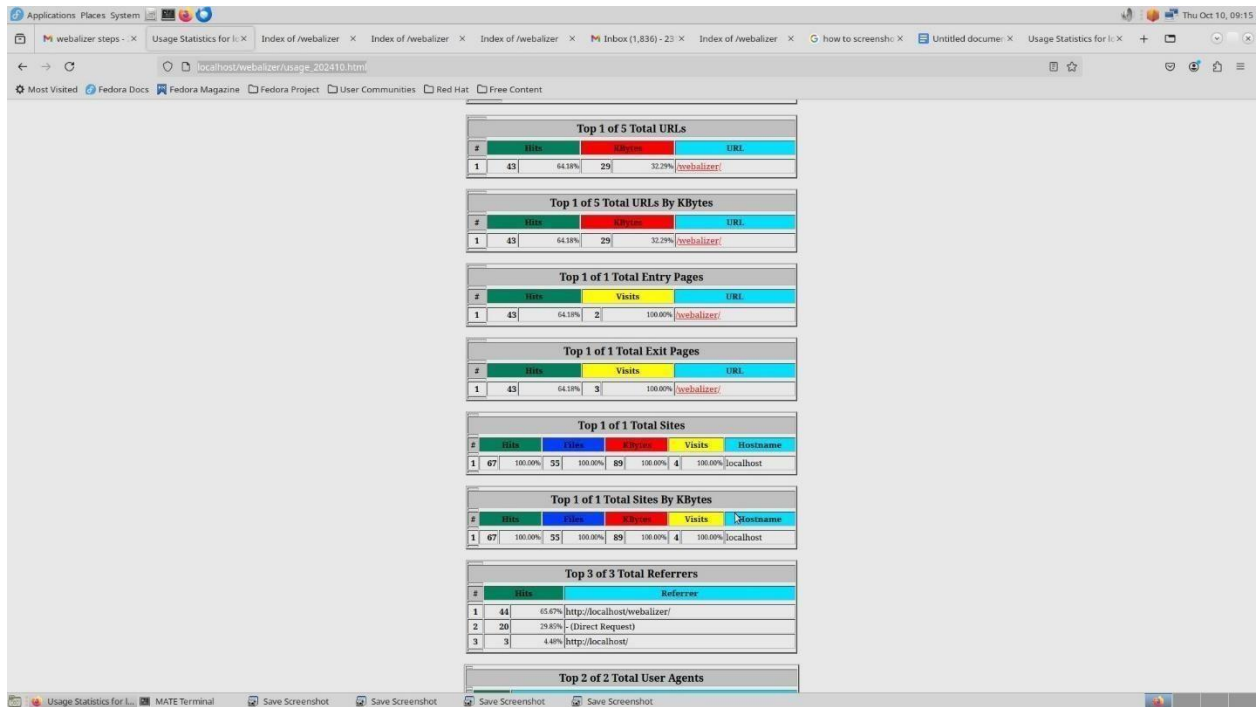 Applications Places System Thu Oct 10, 09:15
webalizer steps - Usage Statistics for lo Index of /webalizer Index of /webalizer Index of /webalizer Inbox (1,836) - 23 Index of /webalizer how to screensho Untitled documen Usage Statistics for lo
localhost/webalizer/usage_202410.html
Most Visited Fedora Docs Fedora Magazine Fedora Project User Communities Red Hat Free Content
Top 1 of 5 Total URLs
# Hits KBytes URL
1 43 64.18% 29 32.29% /webalizer/
Top 1 of 5 Total URLs By KBytes
# Hits KBytes URL
1 43 64.18% 29 32.29% /webalizer/
Top 1 of 1 Total Entry Pages
# Hits Visits URL
1 43 64.18% 2 100.00% /webalizer/
Top 1 of 1 Total Exit Pages
# Hits Visits URL
1 43 64.18% 3 100.00% /webalizer/
Top 1 of 1 Total Sites
# Hits Files KBytes Visits Hostname
1 67 100.00% 55 100.00% 89 100.00% 4 100.00% localhost
Top 1 of 1 Total Sites By KBytes
# Hits Files KBytes Visits Hostname
1 67 100.00% 55 100.00% 89 100.00% 4 100.00% localhost
Top 3 of 3 Total Referrers
# Hits Referrer
1 44 65.67% http://localhost/webalizer/
2 20 29.85% - (Direct Request)
3 3 4.48% http://localhost/
Top 2 of 2 Total User Agents
Usage Statistics for l... MATE Terminal Save Screenshot Save Screenshot Save Screenshot Save Screenshot